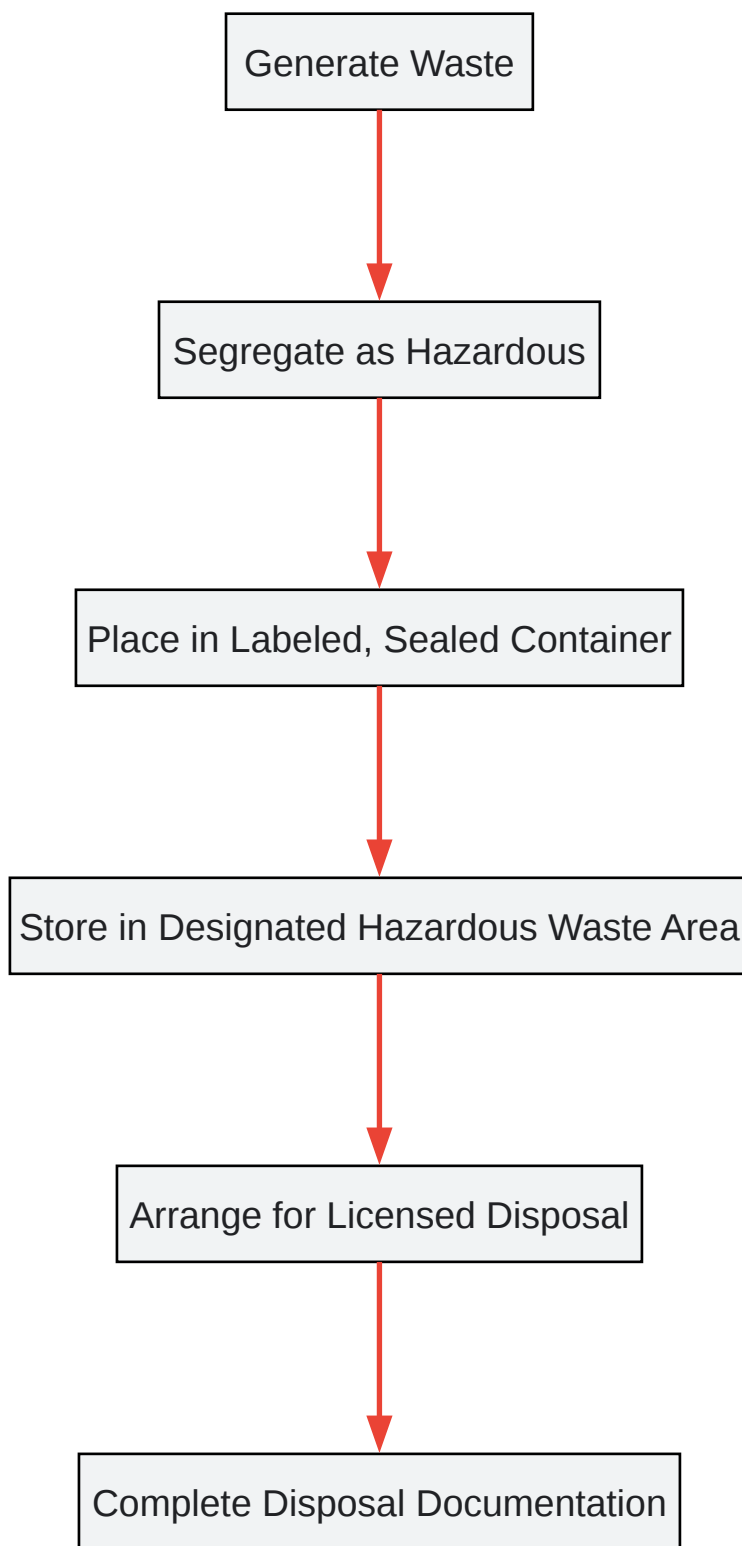 Generate Waste
Segregate as Hazardous
Place in Labeled, Sealed Container
Store in Designated Hazardous Waste Area
Arrange for Licensed Disposal
Complete Disposal Documentation